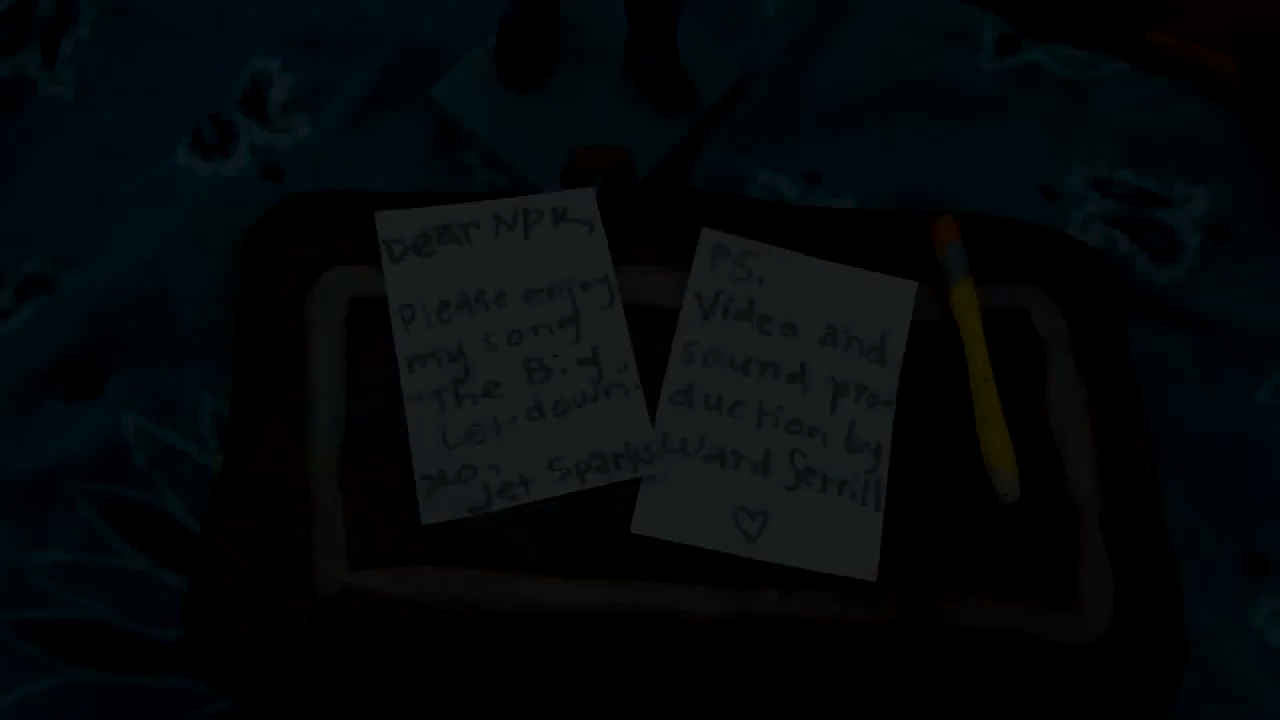 Dear NPR,
Please enjoy
my song
"The Big
Let-down."
xo,
Jet Sparks
PS.
Video and
sound pro-
duction by
Ward Serrill
♡